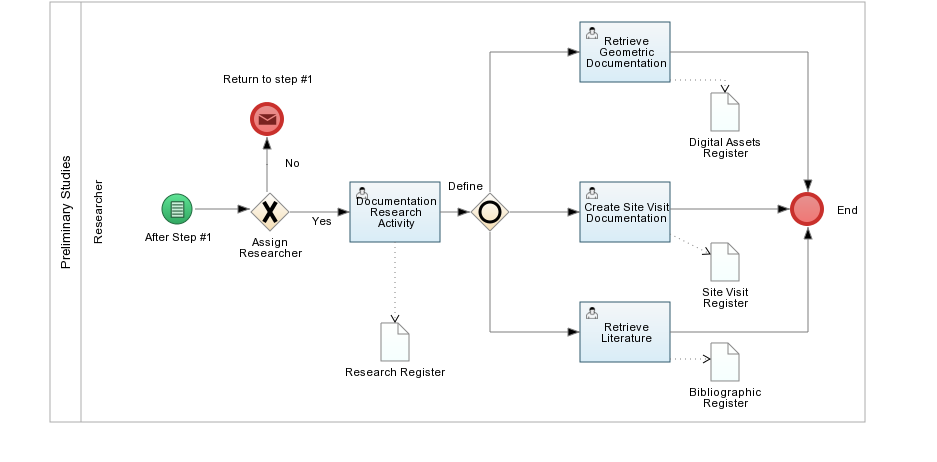 Preliminary Studies
Researcher
Return to step #1
No
After Step #1
Assign
Researcher
Yes
Documentation
Research
Activity
Research Register
Define
Retrieve
Geometric
Documentation
Digital Assets
Register
Create Site Visit
Documentation
Site Visit
Register
Retrieve
Literature
Bibliographic
Register
End